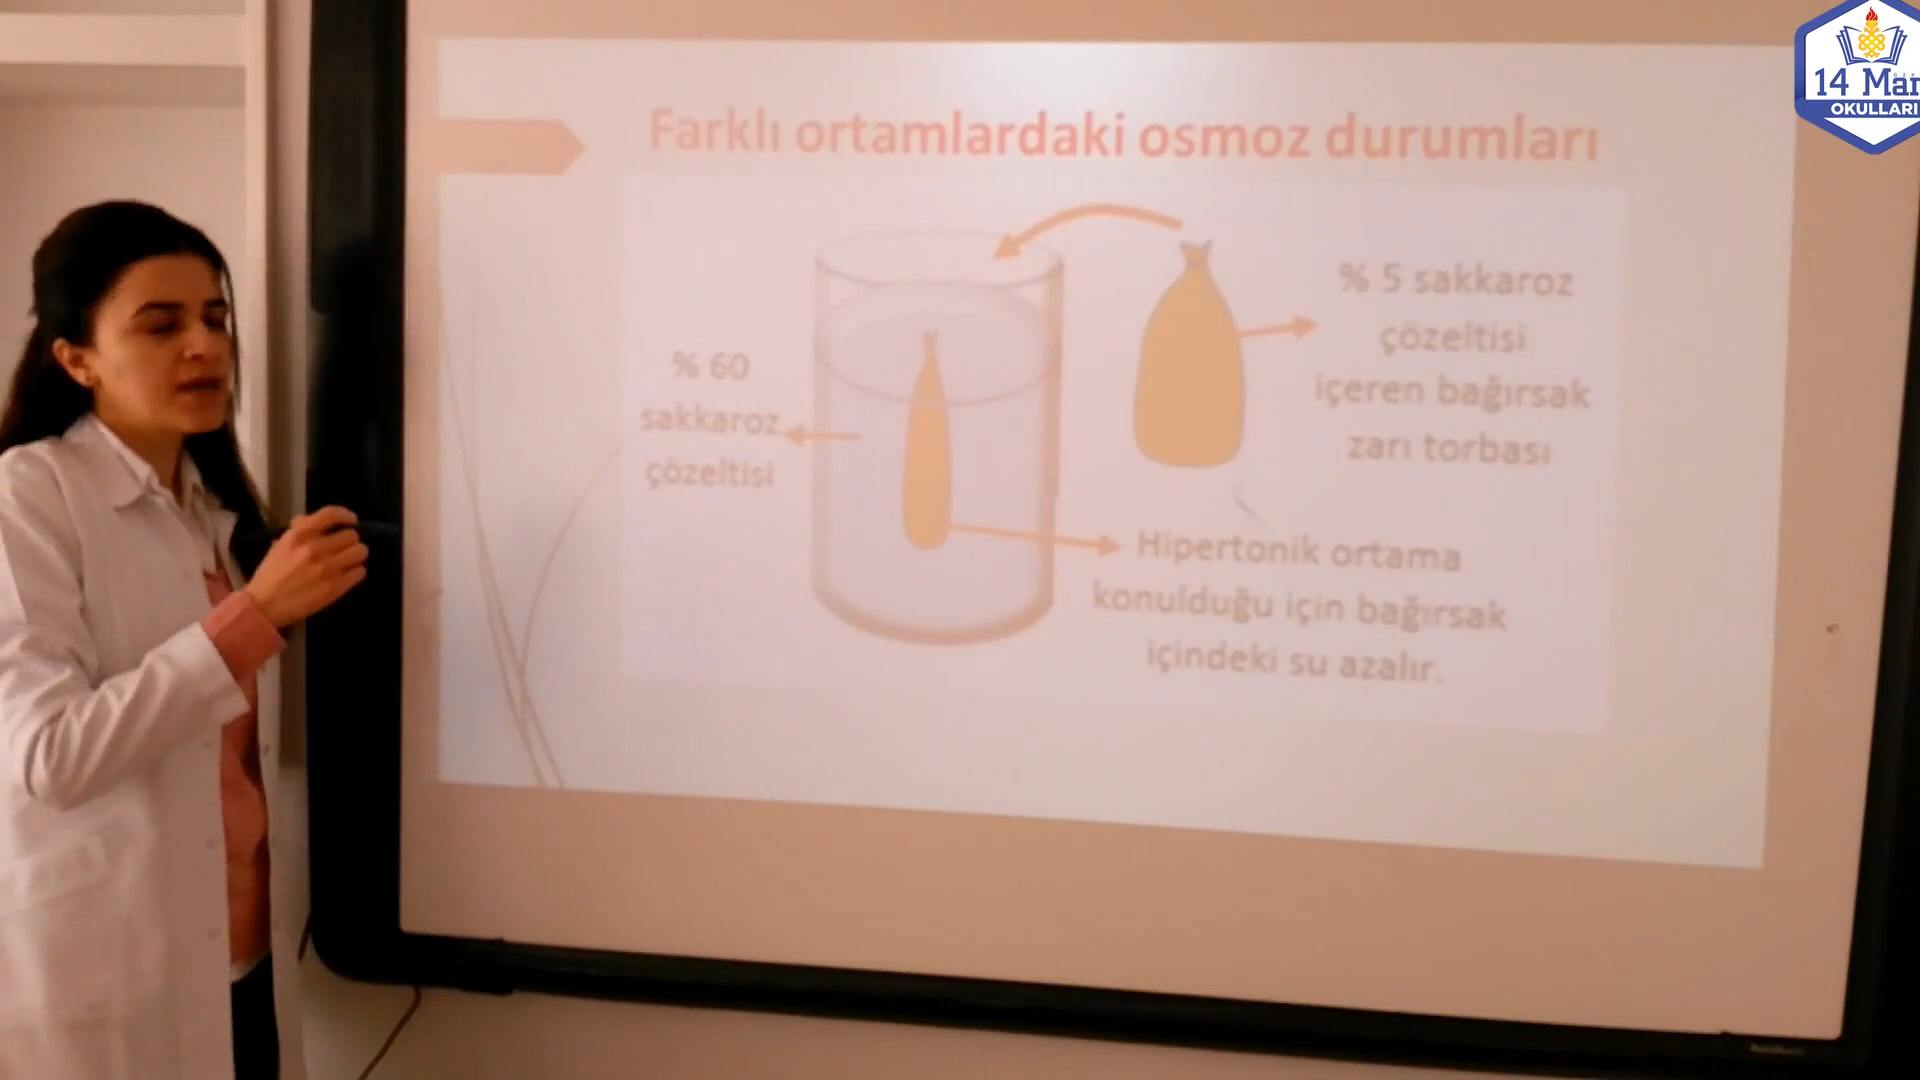 Farklı ortamlardaki osmoz durumları
% 60
sakkaroz
çözeltisi
% 5 sakkaroz
çözeltisi
içeren bağırsak
zarı torbası
Hipertonik ortama
konulduğu için bağırsak
içindeki su azalır.
14 Mar
OKULLARI